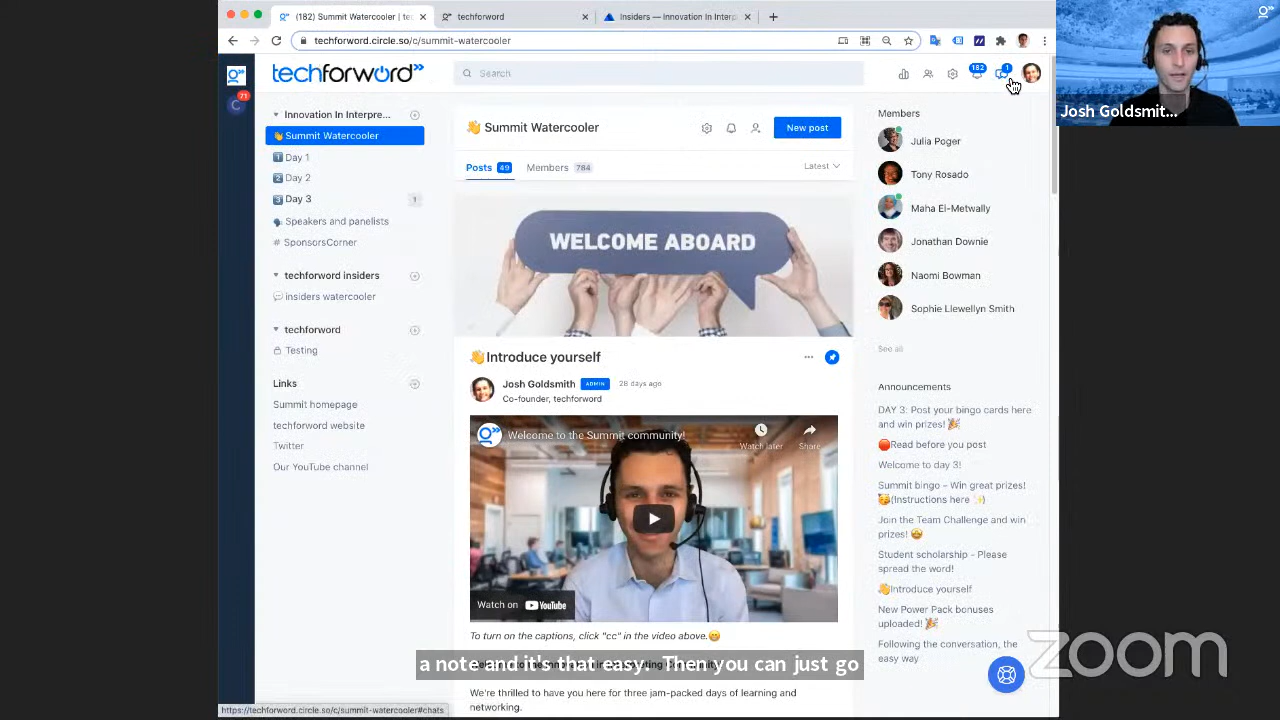 (182) Summit Watercooler | tec
techforword
Insiders — Innovation In Interp
techforword.circle.so/c/summit-watercooler
Josh Goldsmit...
C
71
techforword
Search
182
1
Innovation In Interpre...
👋 Summit Watercooler
1 Day 1
2 Day 2
3 Day 3
1
Speakers and panelists
# SponsorsCorner
techforword insiders
insiders watercooler
techforword
Testing
Links
Summit homepage
techforword website
Twitter
Our YouTube channel
👋 Summit Watercooler
New post
Posts 49
Members 784
Latest
WELCOME ABOARD
👋Introduce yourself
Josh Goldsmith ADMIN 28 days ago
Co-founder, techforword
Welcome to the Summit community!
Watch later
Share
Watch on YouTube
To turn on the captions, click "cc" in the video above.😁
a note and it's that easy. Then you can just go
We're thrilled to have you here for three jam-packed days of learning and
networking.
Members
Julia Poger
Tony Rosado
Maha El-Metwally
Jonathan Downie
Naomi Bowman
Sophie Llewellyn Smith
See all
Announcements
DAY 3: Post your bingo cards here
and win prizes! 🎉
🛑Read before you post
Welcome to day 3!
Summit bingo – Win great prizes!
🥳(Instructions here ✨)
Join the Team Challenge and win
prizes! 🤩
Student scholarship - Please
spread the word!
👋Introduce yourself
New Power Pack bonuses
uploaded! 🎉
Following the conversation, the
easy way
zoom
https://techforword.circle.so/c/summit-watercooler#chats